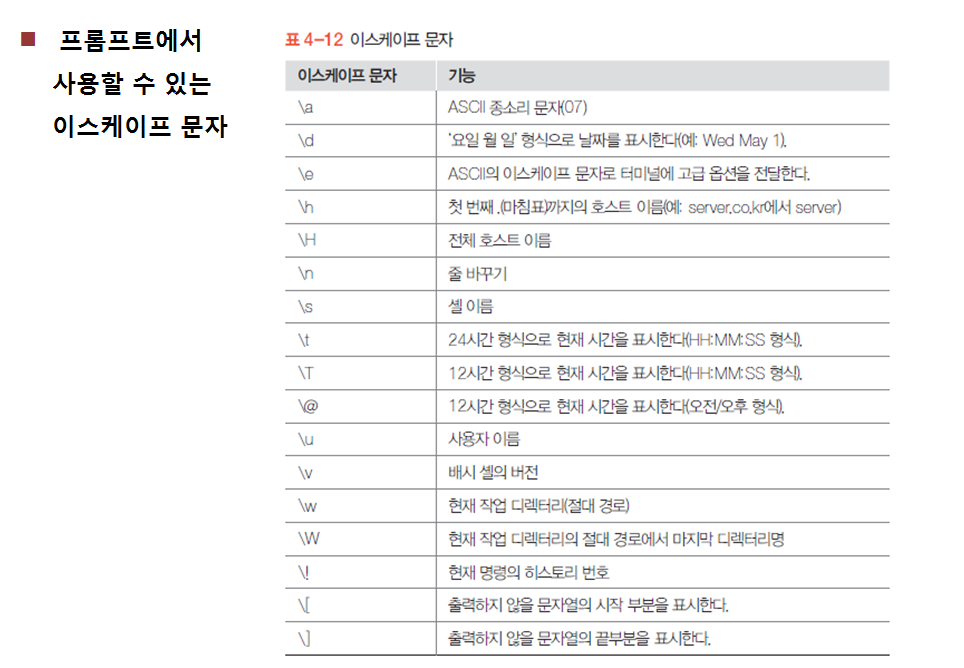 ■ 프롬프트에서
사용할 수 있는
이스케이프 문자
표 4-12 이스케이프 문자
이스케이프 문자 기능
\a ASCII 종소리 문자(07)
\d ‘요일 월 일’ 형식으로 날짜를 표시한다(예: Wed May 1).
\e ASCII의 이스케이프 문자로 터미널에 고급 옵션을 전달한다.
\h 첫 번째 .(마침표)까지의 호스트 이름(예: server.co.kr에서 server)
\H 전체 호스트 이름
\n 줄 바꾸기
\s 셸 이름
\t 24시간 형식으로 현재 시간을 표시한다(HH:MM:SS 형식).
\T 12시간 형식으로 현재 시간을 표시한다(HH:MM:SS 형식).
\@ 12시간 형식으로 현재 시간을 표시한다(오전/오후 형식).
\u 사용자 이름
\v 배시 셸의 버전
\w 현재 작업 디렉터리(절대 경로)
\W 현재 작업 디렉터리의 절대 경로에서 마지막 디렉터리명
\! 현재 명령의 히스토리 번호
\[ 출력하지 않을 문자열의 시작 부분을 표시한다.
\] 출력하지 않을 문자열의 끝부분을 표시한다.